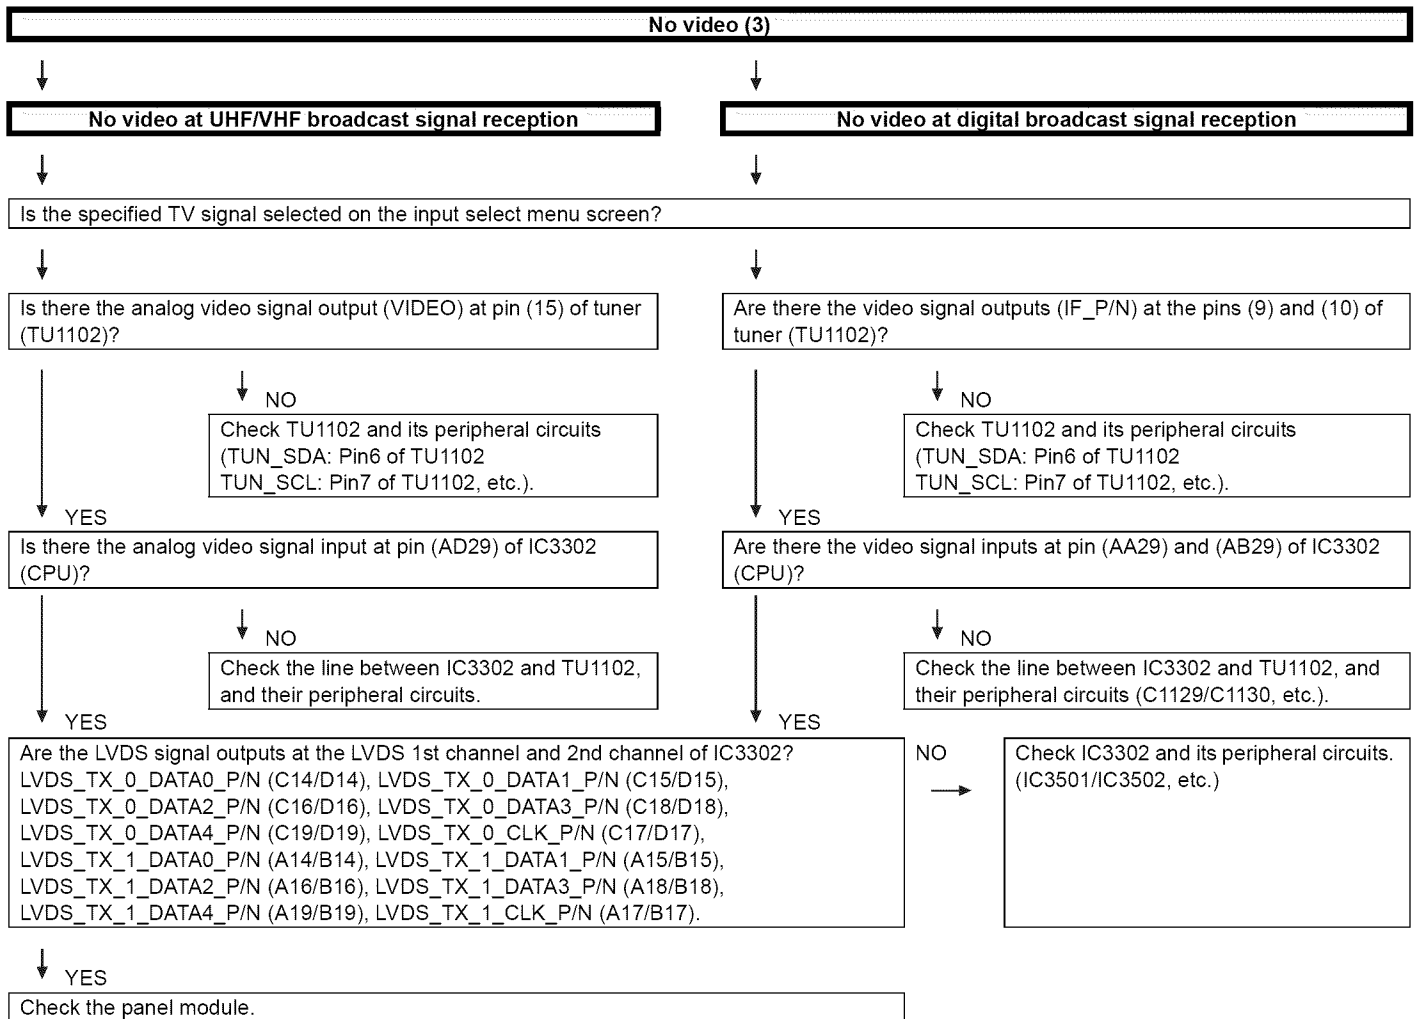 No video (3)
No video at UHF/VHF broadcast signal reception
No video at digital broadcast signal reception
Is the specified TV signal selected on the input select menu screen?
Is there the analog video signal output (VIDEO) at pin (15) of tuner
(TU1102)?
Are there the video signal outputs (IF_P/N) at the pins (9) and (10) of
tuner (TU1102)?
NO
Check TU1102 and its peripheral circuits
(TUN_SDA: Pin6 of TU1102
TUN_SCL: Pin7 of TU1102, etc.).
NO
Check TU1102 and its peripheral circuits
(TUN_SDA: Pin6 of TU1102
TUN_SCL: Pin7 of TU1102, etc.).
YES
Is there the analog video signal input at pin (AD29) of IC3302
(CPU)?
YES
Are there the video signal inputs at pin (AA29) and (AB29) of IC3302
(CPU)?
NO
Check the line between IC3302 and TU1102,
and their peripheral circuits.
NO
Check the line between IC3302 and TU1102, and
their peripheral circuits (C1129/C1130, etc.).
YES
YES
Are the LVDS signal outputs at the LVDS 1st channel and 2nd channel of IC3302?
LVDS_TX_0_DATA0_P/N (C14/D14), LVDS_TX_0_DATA1_P/N (C15/D15),
LVDS_TX_0_DATA2_P/N (C16/D16), LVDS_TX_0_DATA3_P/N (C18/D18),
LVDS_TX_0_DATA4_P/N (C19/D19), LVDS_TX_0_CLK_P/N (C17/D17),
LVDS_TX_1_DATA0_P/N (A14/B14), LVDS_TX_1_DATA1_P/N (A15/B15),
LVDS_TX_1_DATA2_P/N (A16/B16), LVDS_TX_1_DATA3_P/N (A18/B18),
LVDS_TX_1_DATA4_P/N (A19/B19), LVDS_TX_1_CLK_P/N (A17/B17).
NO
Check IC3302 and its peripheral circuits.
(IC3501/IC3502, etc.)
YES
Check the panel module.